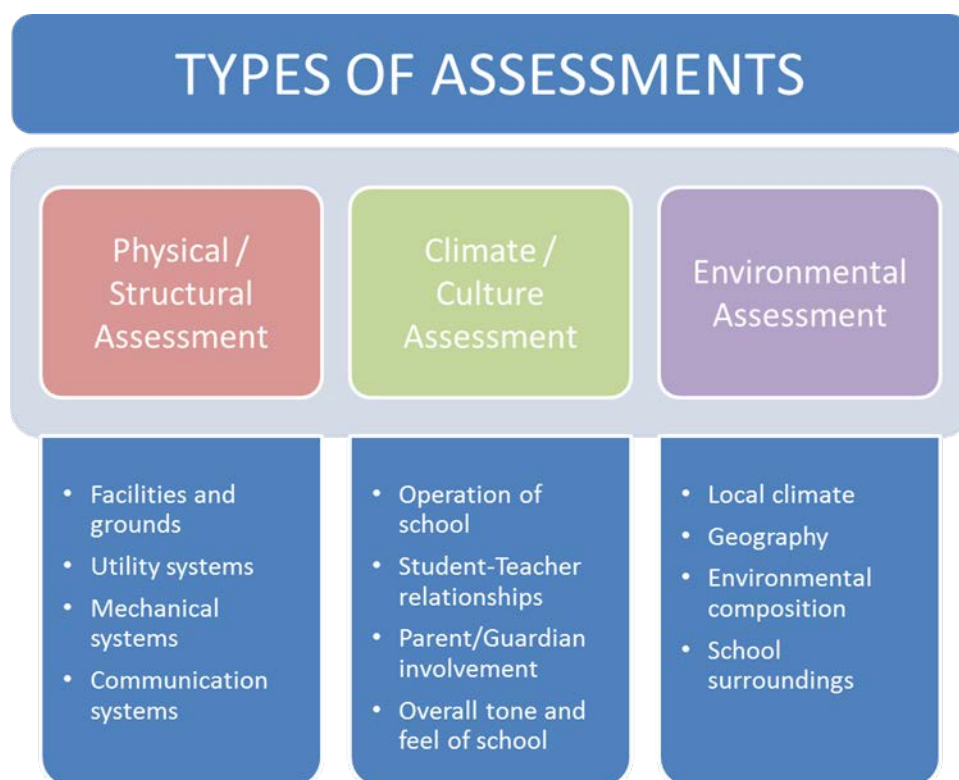 TYPES OF ASSESSMENTS
Physical /
Structural
Assessment
Climate /
Culture
Assessment
Environmental
Assessment
• Facilities and
grounds
• Utility systems
• Mechanical
systems
• Communication
systems
• Operation of
school
• Student-Teacher
relationships
• Parent/Guardian
involvement
• Overall tone and
feel of school
• Local climate
• Geography
• Environmental
composition
• School
surroundings